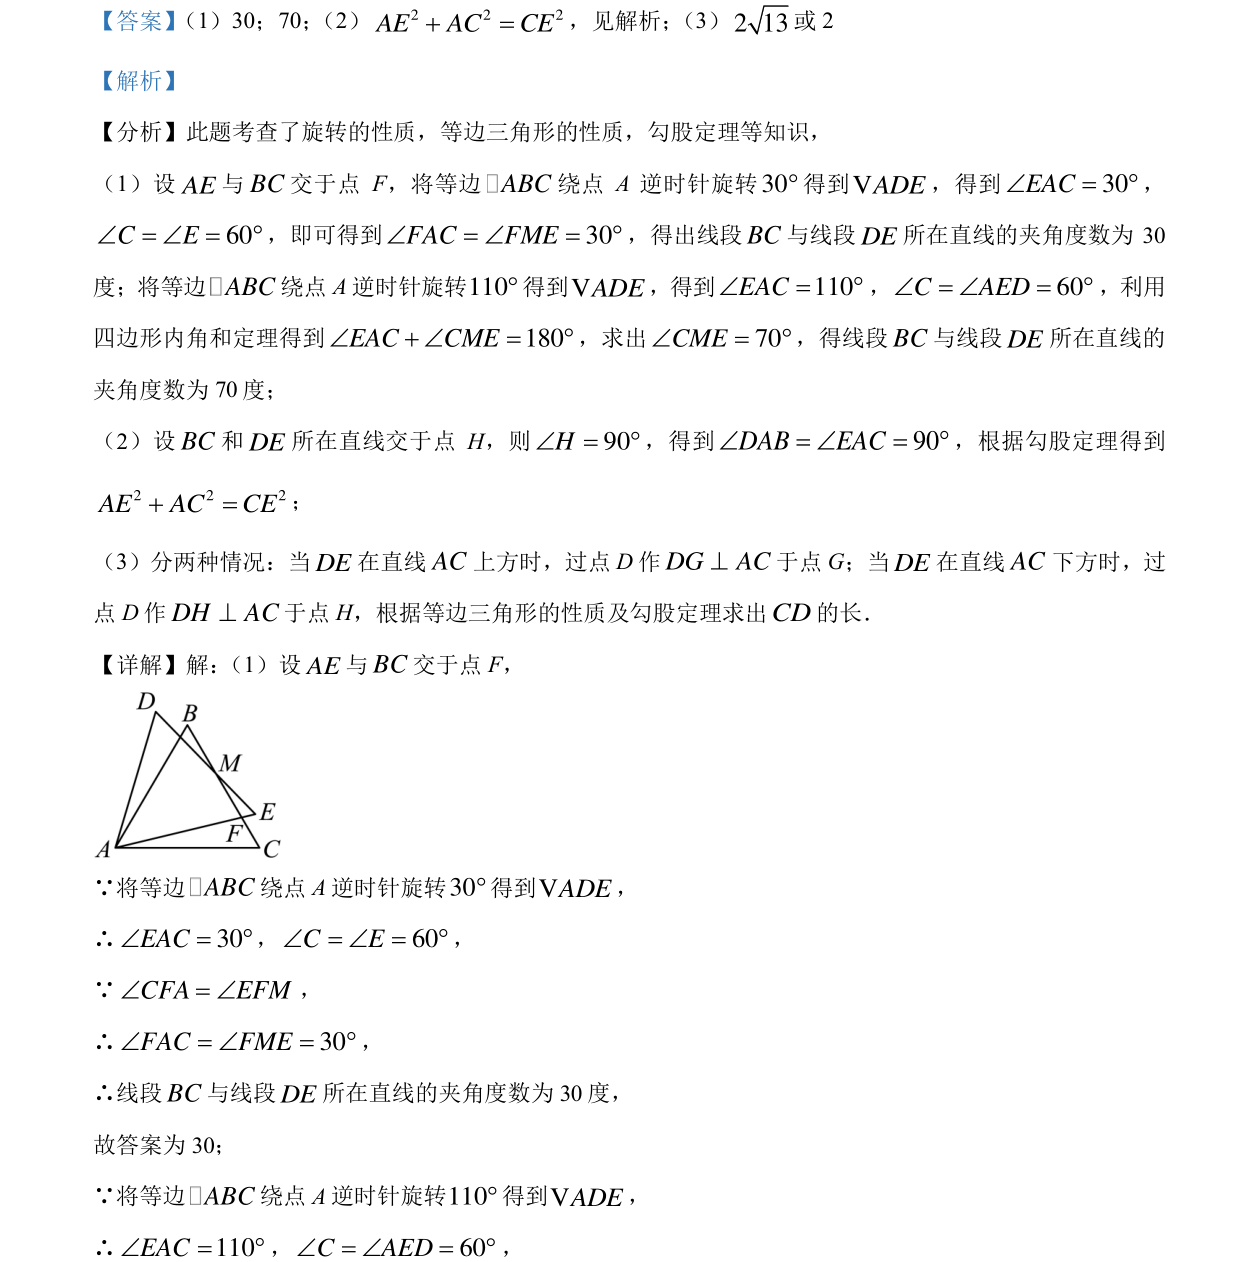 【答案】（1）30；70；（2） AE² + AC² = CE²，见解析；（3） 2√13 或 2
【解析】
【分析】此题考查了旋转的性质，等边三角形的性质，勾股定理等知识，
（1）设 AE 与 BC 交于点 F，将等边□ABC 绕点 A 逆时针旋转30° 得到VADE，得到∠EAC = 30°，
∠C = ∠E = 60°，即可得到∠FAC = ∠FME = 30°，得出线段 BC 与线段 DE 所在直线的夹角度数为 30
度；将等边□ABC 绕点 A 逆时针旋转110° 得到VADE，得到∠EAC =110°，∠C = ∠AED = 60°，利用
四边形内角和定理得到∠EAC + ∠CME =180°，求出∠CME = 70°，得线段 BC 与线段 DE 所在直线的
夹角度数为 70 度；
（2）设 BC 和 DE 所在直线交于点 H，则∠H = 90°，得到∠DAB = ∠EAC = 90°，根据勾股定理得到
AE² + AC² = CE²；
（3）分两种情况：当 DE 在直线 AC 上方时，过点 D 作 DG ⊥ AC 于点 G；当 DE 在直线 AC 下方时，过
点 D 作 DH ⊥ AC 于点 H，根据等边三角形的性质及勾股定理求出 CD 的长．
【详解】解：（1）设 AE 与 BC 交于点 F，
D
B
M
E
F
A
C
∵将等边□ABC 绕点 A 逆时针旋转30° 得到VADE，
∴∠EAC = 30°，∠C = ∠E = 60°，
∵∠CFA = ∠EFM ，
∴∠FAC = ∠FME = 30°，
∴线段 BC 与线段 DE 所在直线的夹角度数为 30 度，
故答案为 30；
∵将等边□ABC 绕点 A 逆时针旋转110° 得到VADE，
∴∠EAC =110°，∠C = ∠AED = 60°，